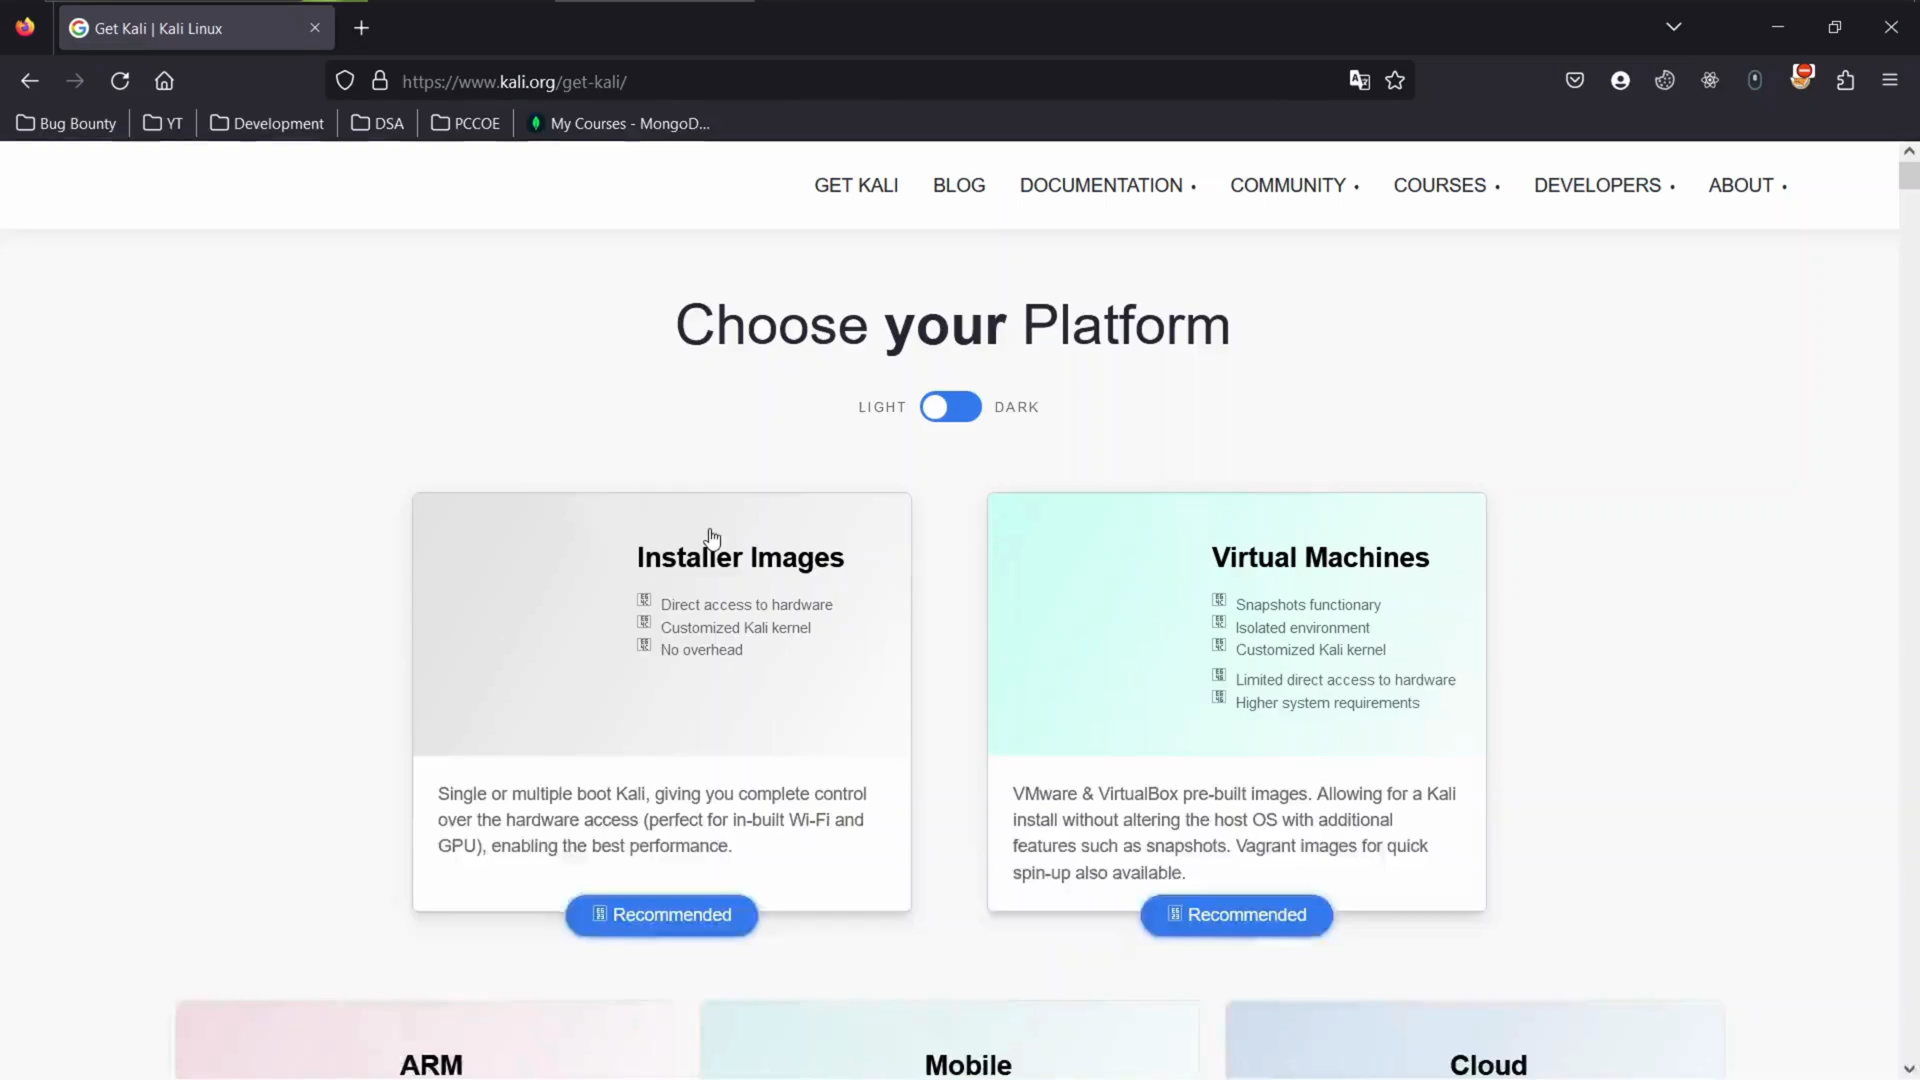 Get Kali | Kali Linux
https://www.kali.org/get-kali/
Bug Bounty
YT
Development
DSA
PCCOE
My Courses - MongoD...
GET KALI
BLOG
DOCUMENTATION •
COMMUNITY •
COURSES •
DEVELOPERS •
ABOUT •
Choose your Platform
LIGHT
DARK
Installer Images
Direct access to hardware
Customized Kali kernel
No overhead
Single or multiple boot Kali, giving you complete control
over the hardware access (perfect for in-built Wi-Fi and
GPU), enabling the best performance.
Recommended
Virtual Machines
Snapshots functionary
Isolated environment
Customized Kali kernel
Limited direct access to hardware
Higher system requirements
VMware & VirtualBox pre-built images. Allowing for a Kali
install without altering the host OS with additional
features such as snapshots. Vagrant images for quick
spin-up also available.
Recommended
ARM
Mobile
Cloud